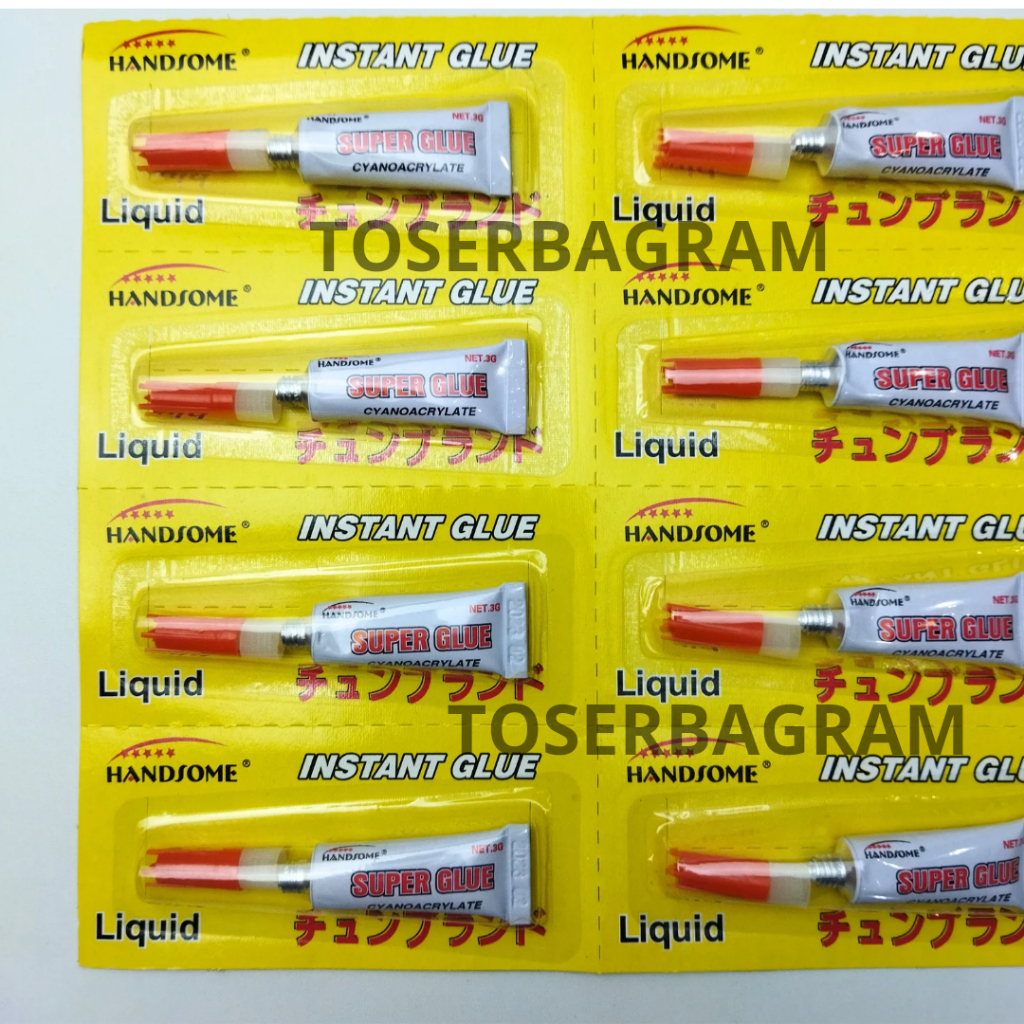 HANDSOME® INSTANT GLUE
HANDSOME® NET.3G
SUPER GLUE
CYANOACRYLATE
Liquid チュンブランド
HANDSOME® INSTANT GLU
HANDSOME® NET.3G
SUPER GLUE
CYANOACRYLATE
Liquid チュンブラン
TOSERBAGRAM
HANDSOME® INSTANT GLUE
HANDSOME® NET.3G
SUPER GLUE
CYANOACRYLATE
Liquid チュンブランド
HANDSOME® INSTANT GLU
HANDSOME® NET.3G
SUPER GLUE
CYANOACRYLATE
Liquid チュンブラン
HANDSOME® INSTANT GLUE
HANDSOME® NET.3G
SUPER GLUE
CYANOACRYLATE
Liquid チュンブランド
HANDSOME® INSTANT GLU
HANDSOME® NET.3G
SUPER GLUE
CYANOACRYLATE
Liquid チュンブラン
TOSERBAGRAM
HANDSOME® INSTANT GLUE
HANDSOME® NET.3G
SUPER GLUE
CYANOACRYLATE
Liquid チュンブランド
HANDSOME® INSTANT GLU
HANDSOME® NET.3
SUPER GLUE
CYANOACRYLATE
Liquid チュンブラン